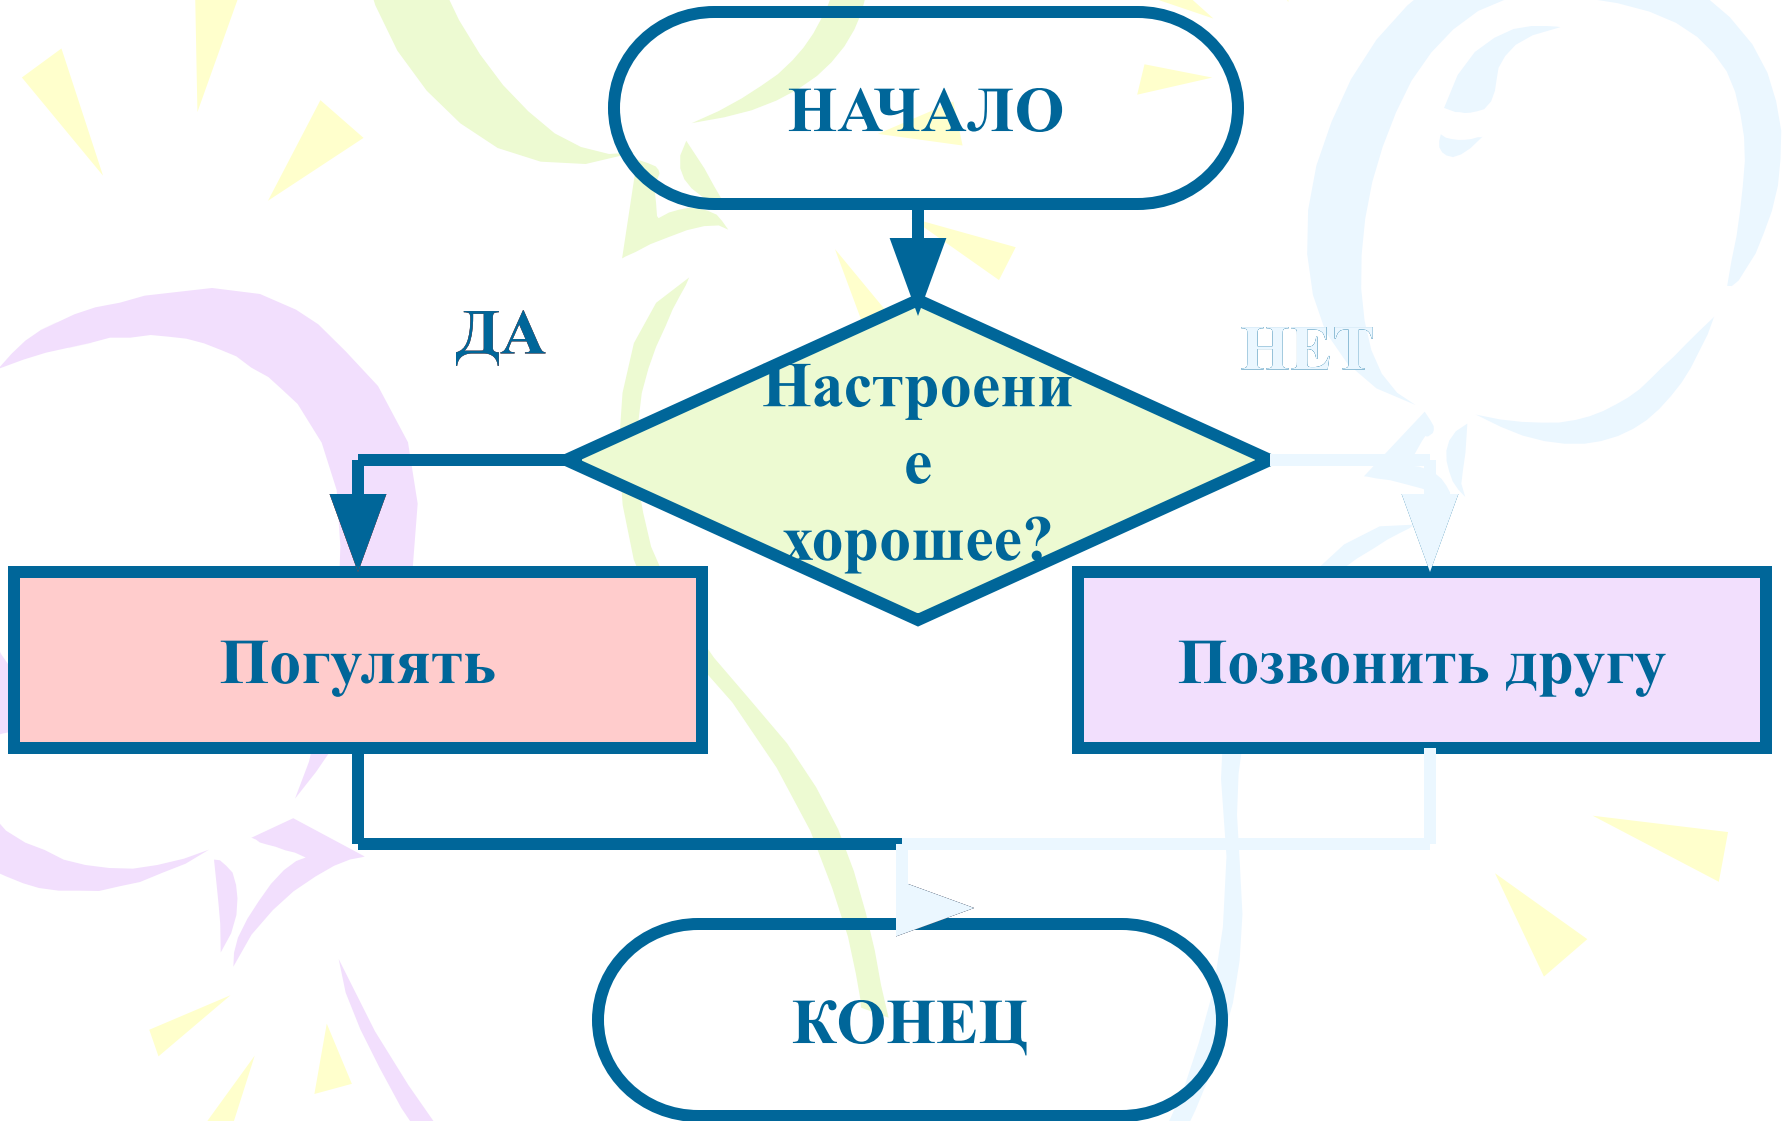 НАЧАЛО
ДА
НЕТ
Настроени
е
хорошее?
Погулять
Позвонить другу
КОНЕЦ